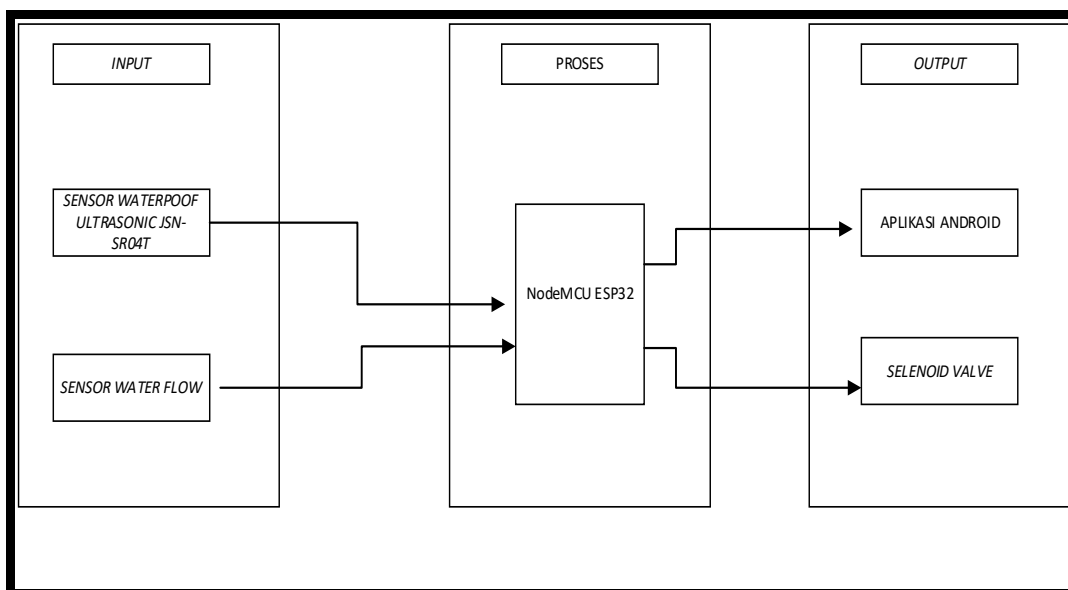 INPUT
SENSOR WATERPOOF
ULTRASONIC JSN-
SR04T
SENSOR WATER FLOW
PROSES
NodeMCU ESP32
OUTPUT
APLIKASI ANDROID
SELENOID VALVE